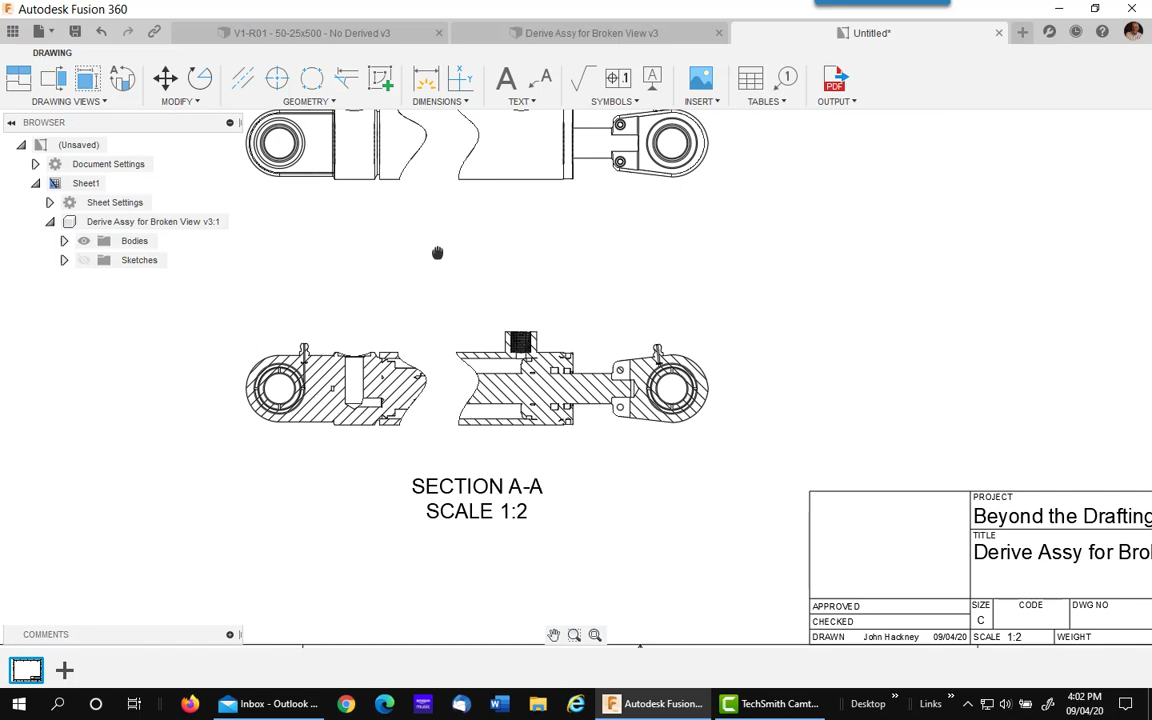 Autodesk Fusion 360
V1-R01 - 50-25x500 - No Derived v3
Derive Assy for Broken View v3
Untitled*
DRAWING
DRAWING VIEWS
MODIFY
GEOMETRY
DIMENSIONS
TEXT
SYMBOLS
INSERT
TABLES
OUTPUT
A
A
.1
A
1
PDF
BROWSER
(Unsaved)
Document Settings
Sheet1
Sheet Settings
Derive Assy for Broken View v3:1
Bodies
Sketches
SECTION A-A
SCALE 1:2
PROJECT
Beyond the Drafting
TITLE
Derive Assy for Bro
APPROVED
CHECKED
DRAWN John Hackney 09/04/20
SIZE
C
CODE
DWG NO
SCALE 1:2
WEIGHT
COMMENTS
Inbox - Outlook ...
Autodesk Fusion...
TechSmith Camt...
Desktop
Links
4:02 PM
09/04/20